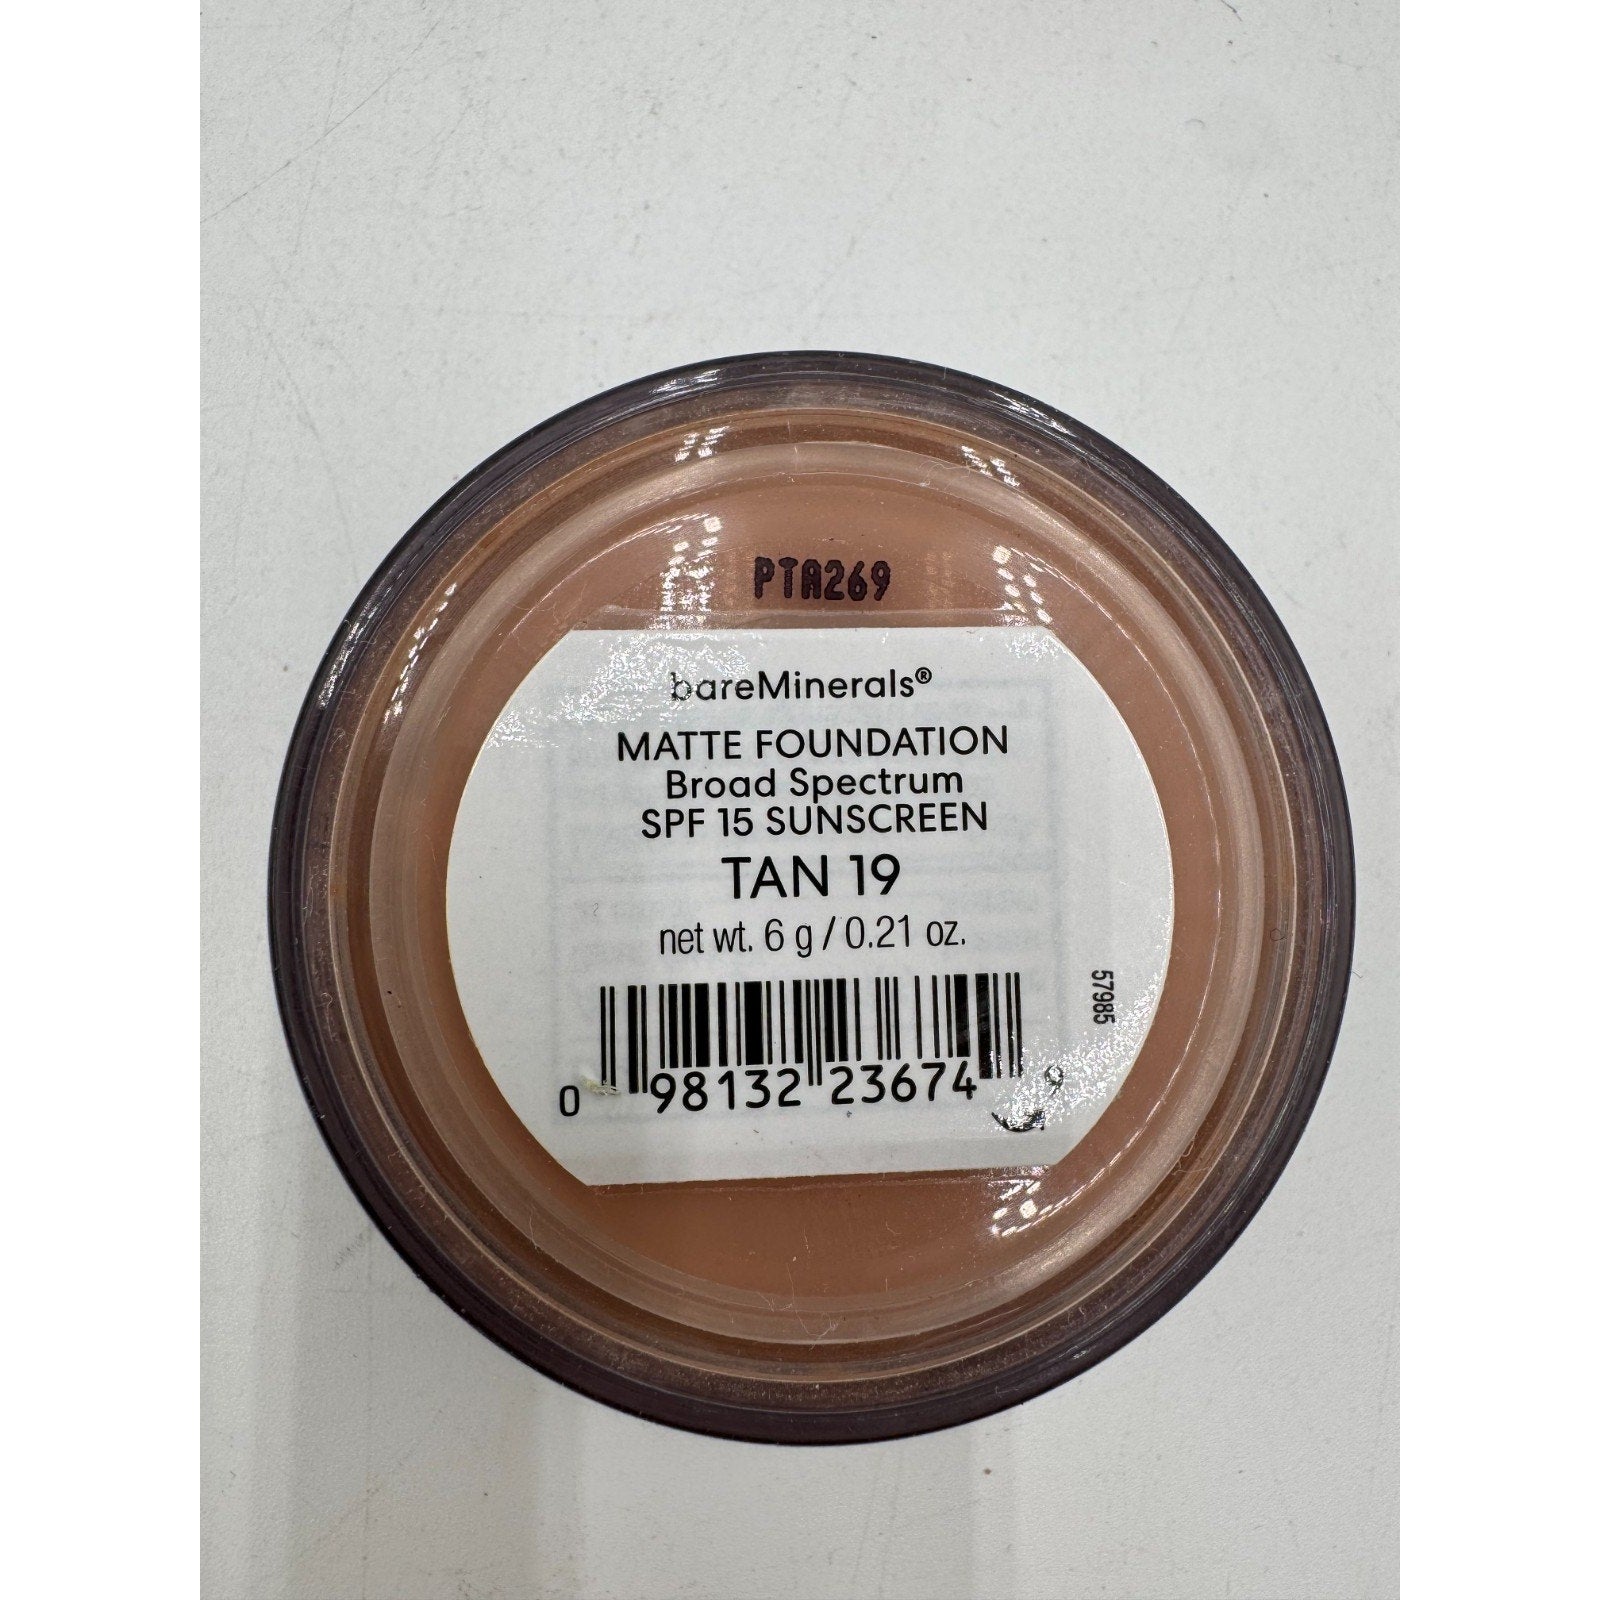 PTA269
bareMinerals®
MATTE FOUNDATION
Broad Spectrum
SPF 15 SUNSCREEN
TAN 19
net wt. 6 g / 0.21 oz.
57985
0 98132 23674 9